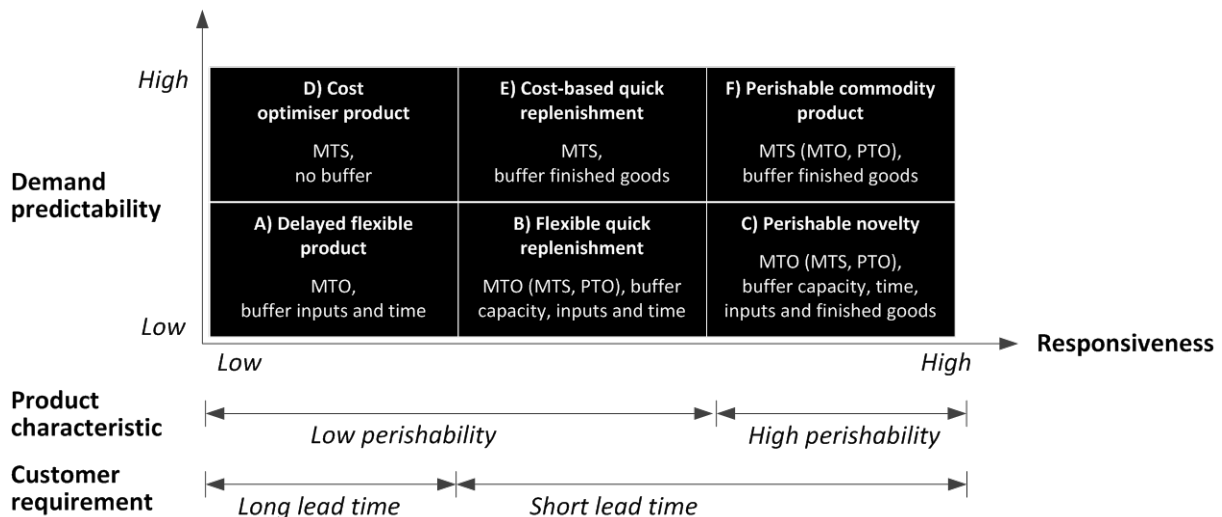 High
D) Cost
optimiser product
MTS,
no buffer
E) Cost-based quick
replenishment
MTS,
buffer finished goods
F) Perishable commodity
product
MTS (MTO, PTO),
buffer finished goods
Demand
predictability
A) Delayed flexible
product
MTO,
buffer inputs and time
B) Flexible quick
replenishment
MTO (MTS, PTO), buffer
capacity, inputs and time
C) Perishable novelty
MTO (MTS, PTO),
buffer capacity, time,
inputs and finished goods
Low
Low
High
Responsiveness
Product
characteristic
Low perishability
High perishability
Customer
requirement
Long lead time
Short lead time